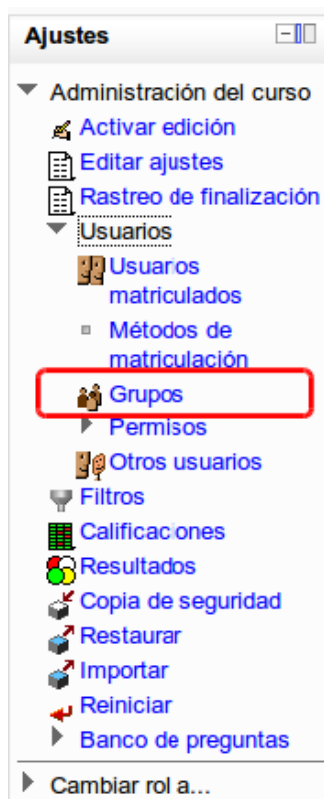 Ajustes
Administración del curso
Activar edición
Editar ajustes
Rastreo de finalización
Usuarios
Usuarios
matriculados
Métodos de
matriculación
Grupos
Permisos
Otros usuarios
Filtros
Calificaciones
Resultados
Copia de seguridad
Restaurar
Importar
Reiniciar
Banco de preguntas
Cambiar rol a...